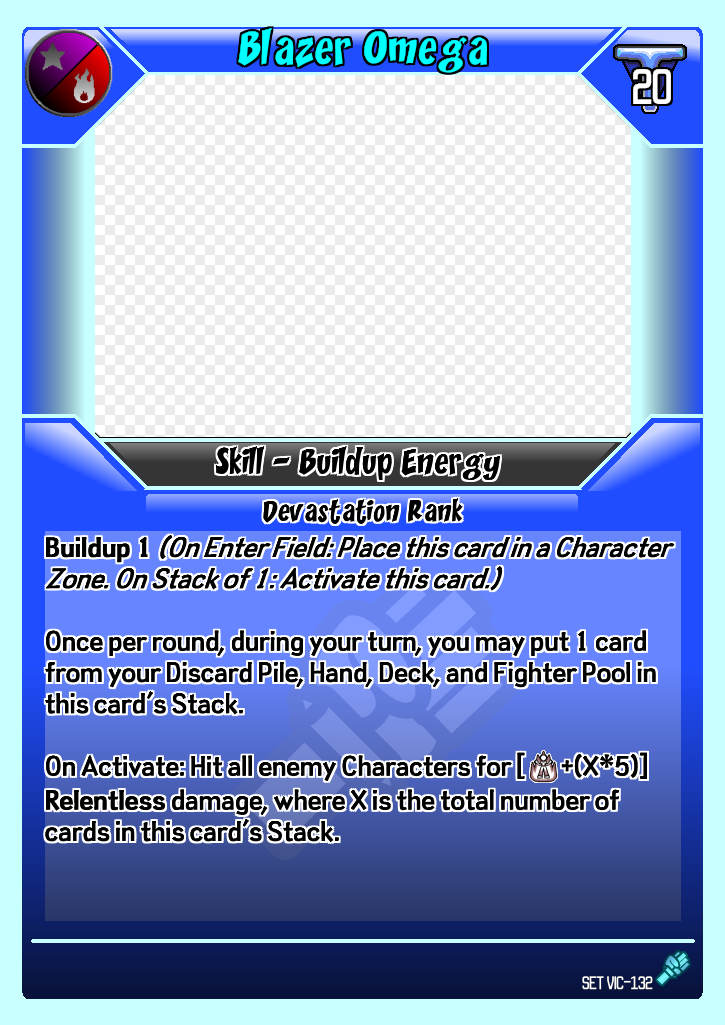 Blazer Omega
20
Skill - Buildup Energy
Devastation Rank
Buildup 1 (On Enter Field: Place this card in a Character
Zone. On Stack of 1: Activate this card.)
Once per round, during your turn, you may put 1 card
from your Discard Pile, Hand, Deck, and Fighter Pool in
this card's Stack.
On Activate: Hit all enemy Characters for [ +(X*5)]
Relentless damage, where X is the total number of
cards in this card's Stack.
SET VIC-132